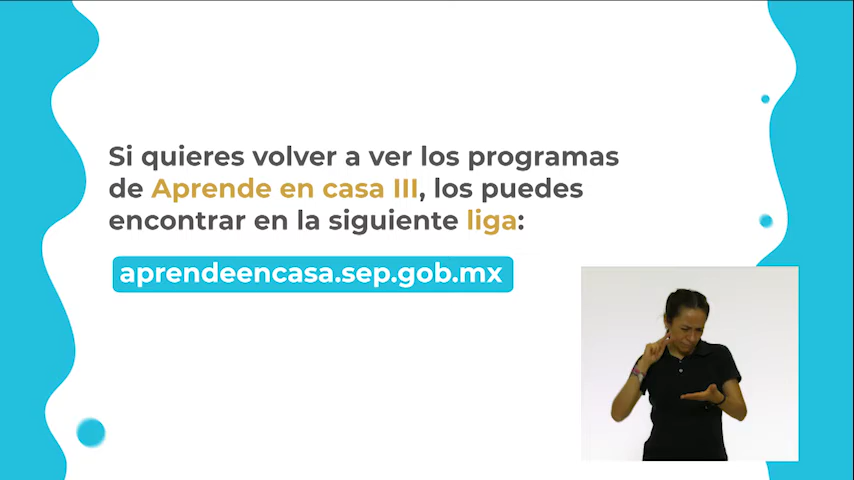 Si quieres volver a ver los programas
de Aprende en casa III, los puedes
encontrar en la siguiente liga:
aprendeencasa.sep.gob.mx